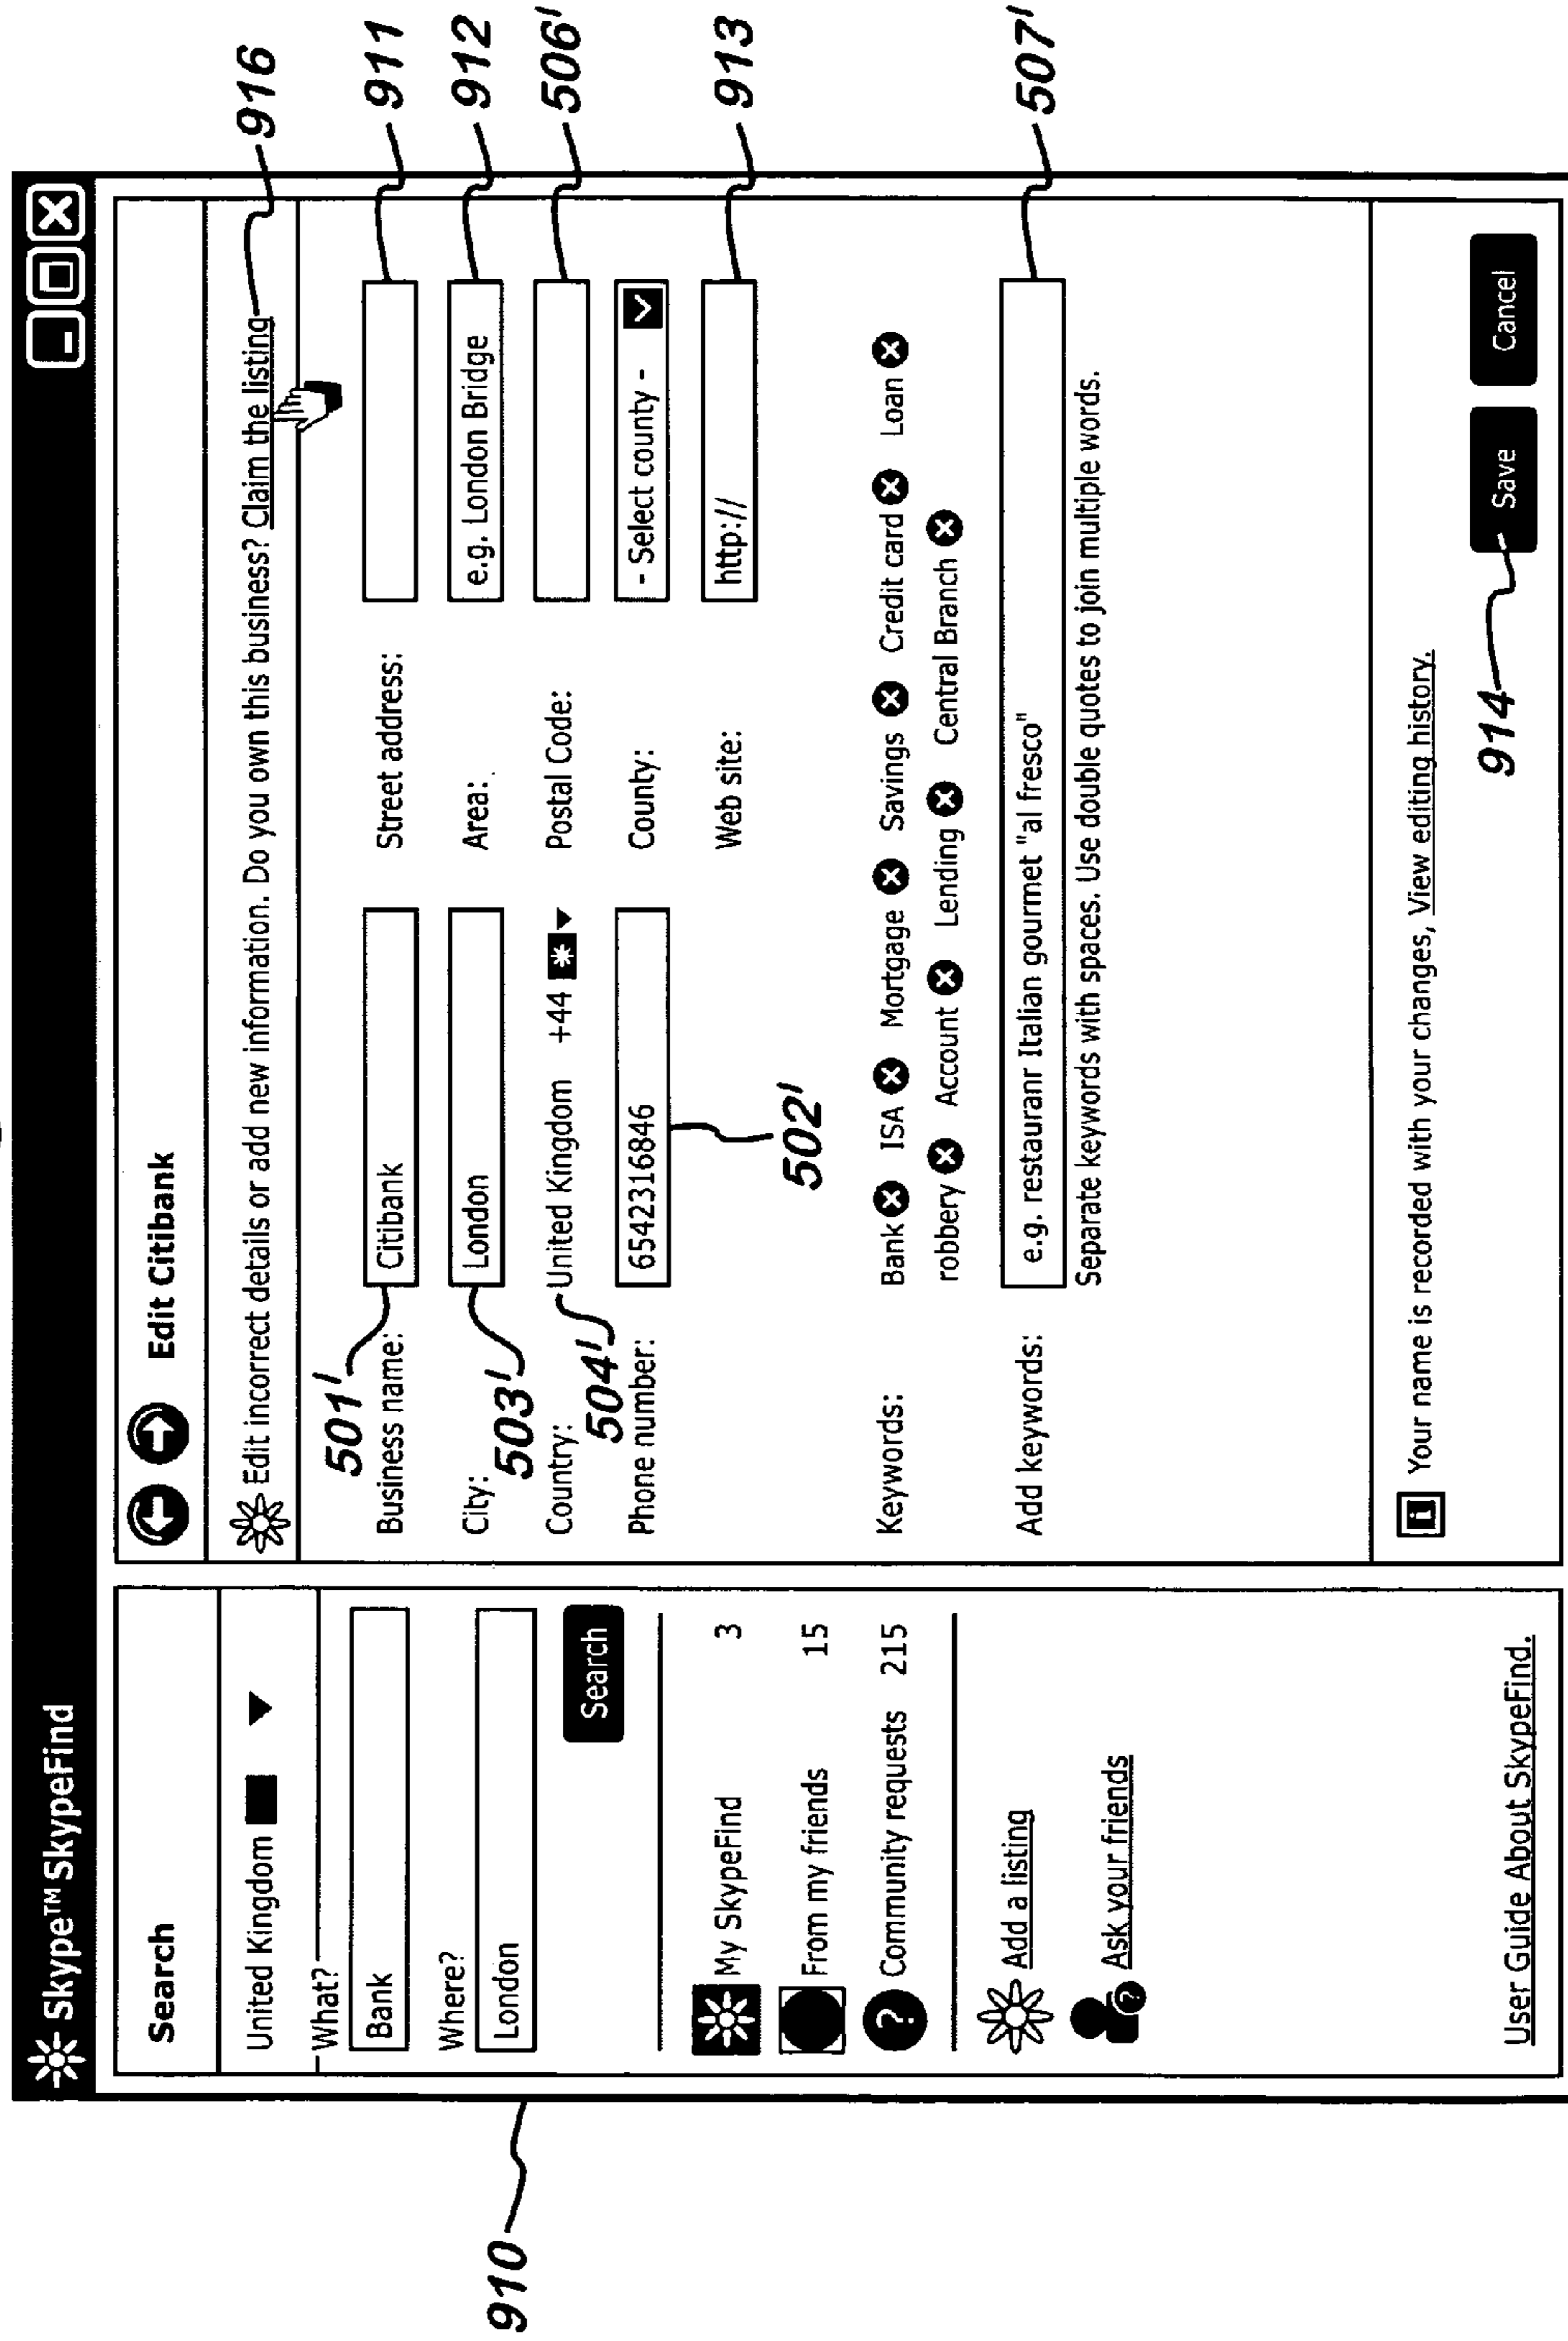 Skype™ SkypeFind
Search
United Kingdom
What?
Bank
Where?
London
Search
My SkypeFind 3
From my friends 15
Community requests 215
Add a listing
Ask your friends
User Guide About SkypeFind.
910
Edit Citibank
Edit incorrect details or add new information. Do you own this business? Claim the listing
916
501'
Business name: Citibank
Street address:
911
City: London
503'
Area: e.g. London Bridge
912
Country: United Kingdom +44
504'
Postal Code:
506'
Phone number: 6542316846
502'
County: - Select county -
Web site: http://
913
Keywords: Bank ISA Mortgage Savings Credit card Loan
robbery Account Lending Central Branch
Add keywords: e.g. restauranr Italian gourmet "al fresco"
507'
Separate keywords with spaces. Use double quotes to join multiple words.
i Your name is recorded with your changes, View editing history.
914
Save Cancel